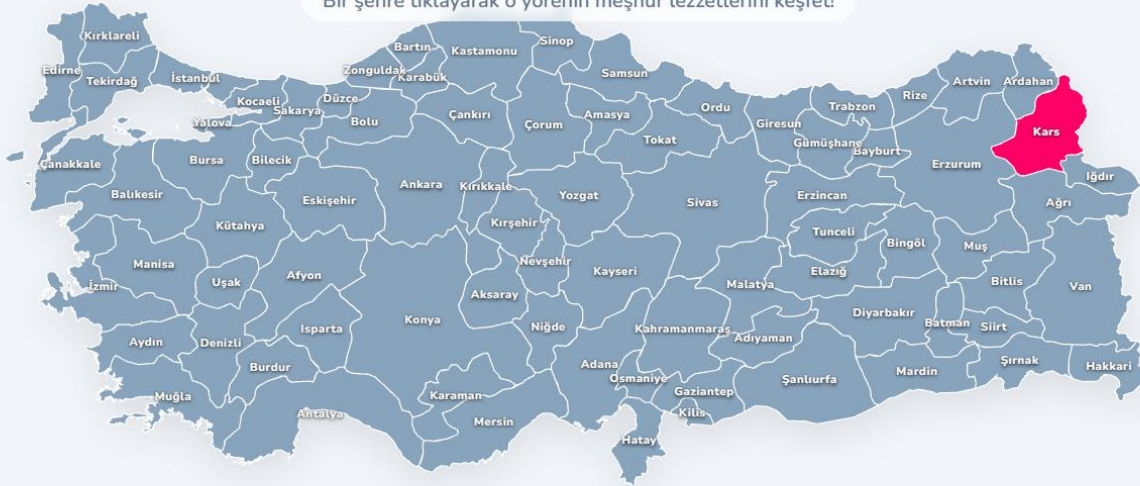 Bir şehre tıklayarak o yörenin meşhur lezzetlerini keşfet!
Kırklareli
Edirne
Tekirdağ
İstanbul
Kocaeli
Yalova
Sakarya
Düzce
Zonguldak
Bartın
Karabük
Kastamonu
Sinop
Samsun
Bolu
Çankırı
Çorum
Amasya
Tokat
Ordu
Giresun
Trabzon
Gümüşhane
Bayburt
Rize
Artvin
Ardahan
Kars
Iğdır
Ağrı
Erzurum
Erzincan
Çanakkale
Balıkesir
Bursa
Bilecik
Eskişehir
Kütahya
Ankara
Kırıkkale
Kırşehir
Yozgat
Sivas
Tunceli
Bingöl
Muş
Bitlis
Van
Manisa
İzmir
Uşak
Afyon
Konya
Aksaray
Nevşehir
Kayseri
Niğde
Malatya
Elazığ
Diyarbakır
Batman
Siirt
Şırnak
Hakkari
Aydın
Denizli
Isparta
Burdur
Muğla
Antalya
Karaman
Mersin
Adana
Osmaniye
Kahramanmaraş
Adıyaman
Gaziantep
Kilis
Hatay
Şanlıurfa
Mardin